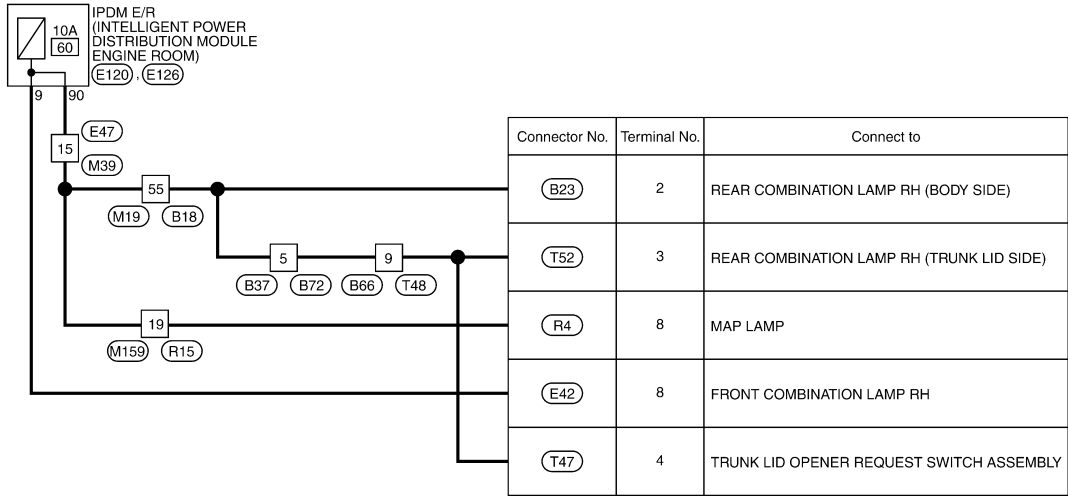 IPDM E/R
(INTELLIGENT POWER
DISTRIBUTION MODULE
ENGINE ROOM)
E120 , E126
10A
60
9 90
E47
15
M39
55
M19 B18
5 9
B37 B72 B66 T48
19
M159 R15
Connector No. Terminal No. Connect to
B23 2 REAR COMBINATION LAMP RH (BODY SIDE)
T52 3 REAR COMBINATION LAMP RH (TRUNK LID SIDE)
R4 8 MAP LAMP
E42 8 FRONT COMBINATION LAMP RH
T47 4 TRUNK LID OPENER REQUEST SWITCH ASSEMBLY